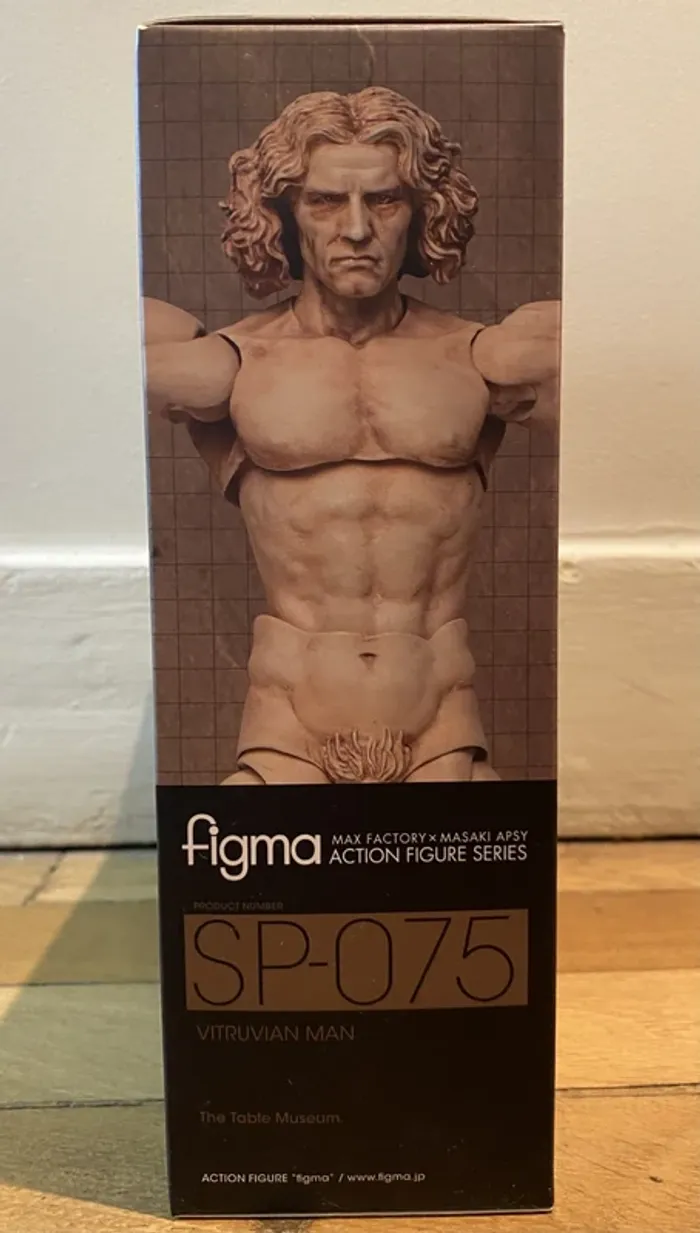 figma MAX FACTORY × MASAKI APSY
ACTION FIGURE SERIES
PRODUCT NUMBER
SP-075
VITRUVIAN MAN
The Table Museum.
ACTION FIGURE "figma" / www.figma.jp